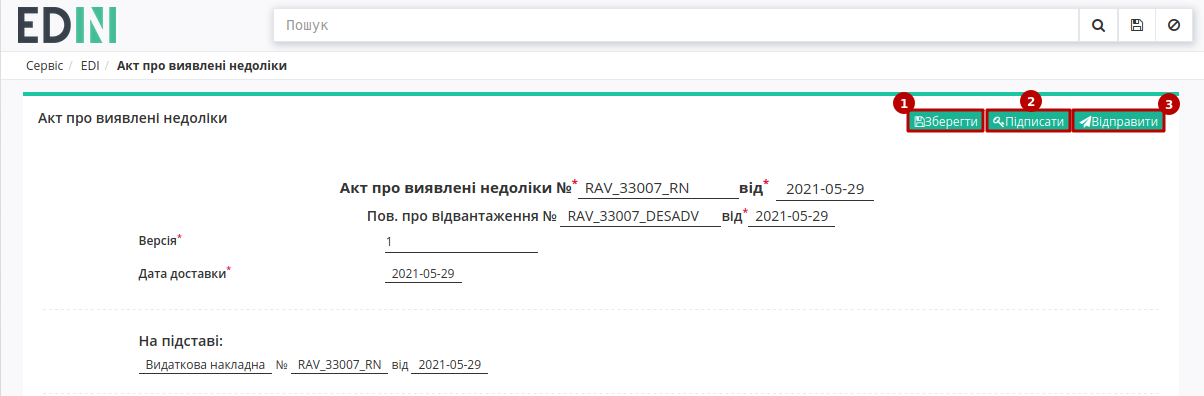 EDIN
Пошук
Сервіс / EDI / Акт про виявлені недоліки
1 2 3
Акт про виявлені недоліки Зберегти Підписати Відправити
Акт про виявлені недоліки №* RAV_33007_RN від* 2021-05-29
Пов. про відвантаження № RAV_33007_DESADV від* 2021-05-29
Версія* 1
Дата доставки* 2021-05-29
На підставі:
Видаткова накладна № RAV_33007_RN від 2021-05-29